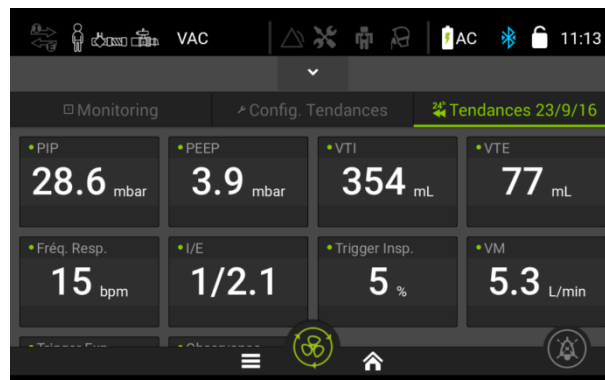 VAC AC 11:13
Monitoring Config. Tendances 24h Tendances 23/9/16
PIP PEEP VTI VTE
28.6 mbar 3.9 mbar 354 mL 77 mL
Fréq. Resp. I/E Trigger Insp. VM
15 bpm 1/2.1 5 % 5.3 L/min